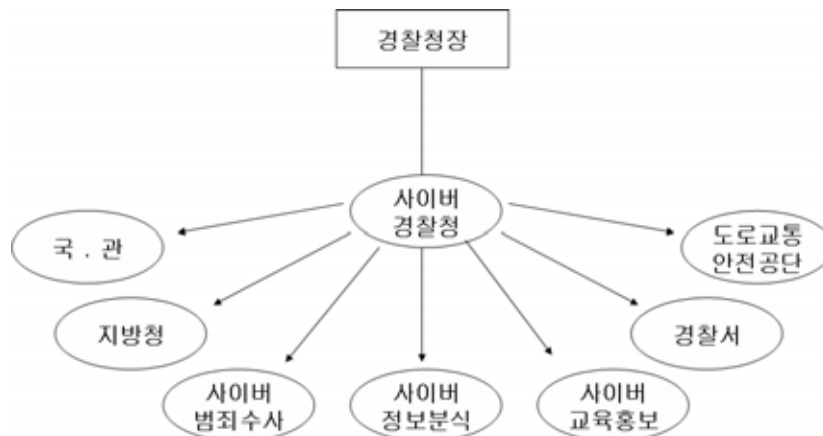 경찰청장
사이버
경찰청
국 . 관
도로교통
안전공단
지방청
경찰서
사이버
범죄수사
사이버
정보분식
사이버
교육홍보